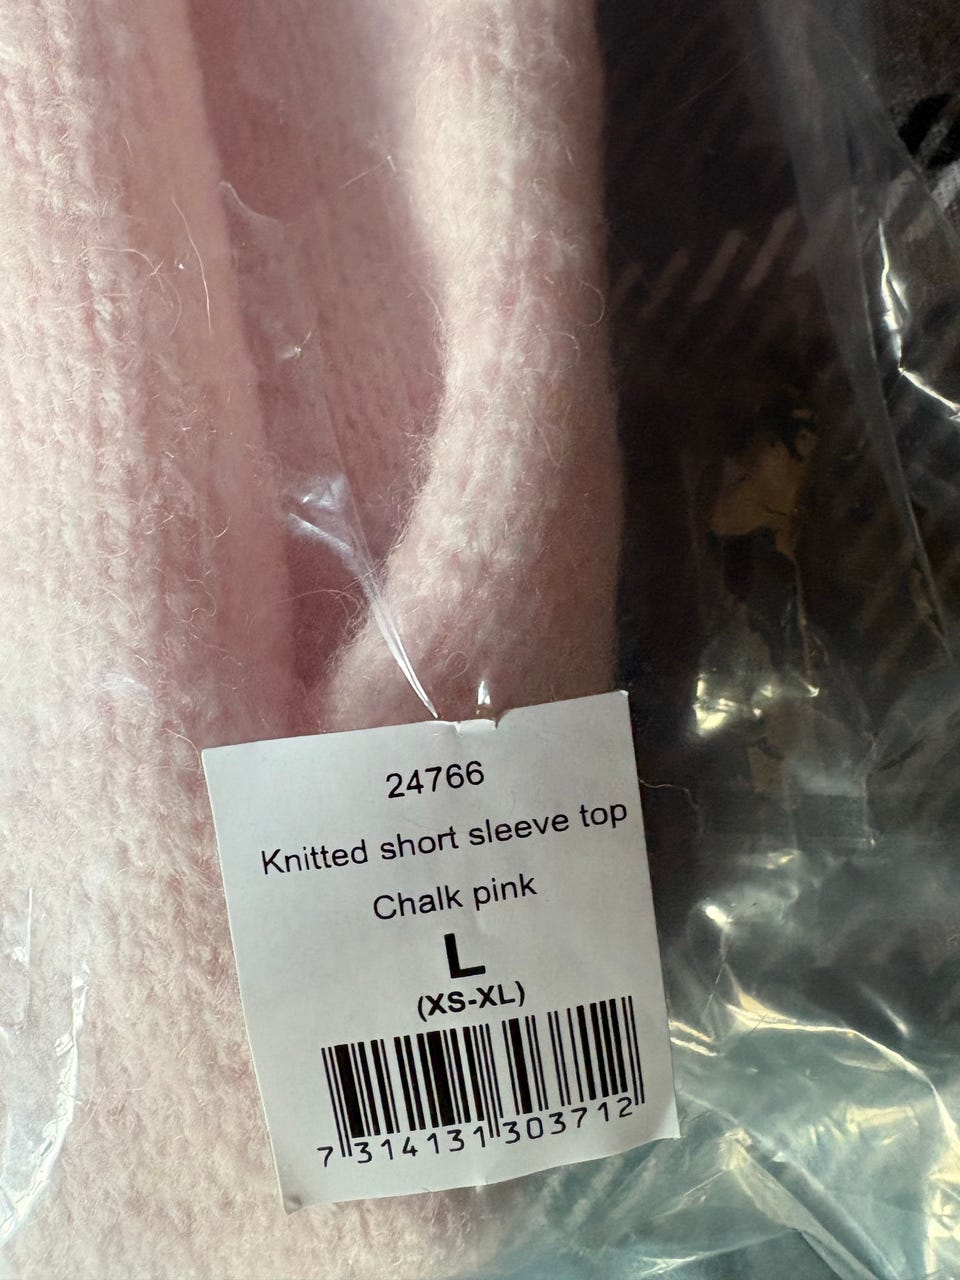 24766
Knitted short sleeve top
Chalk pink
L
(XS-XL)
7 314131 303712